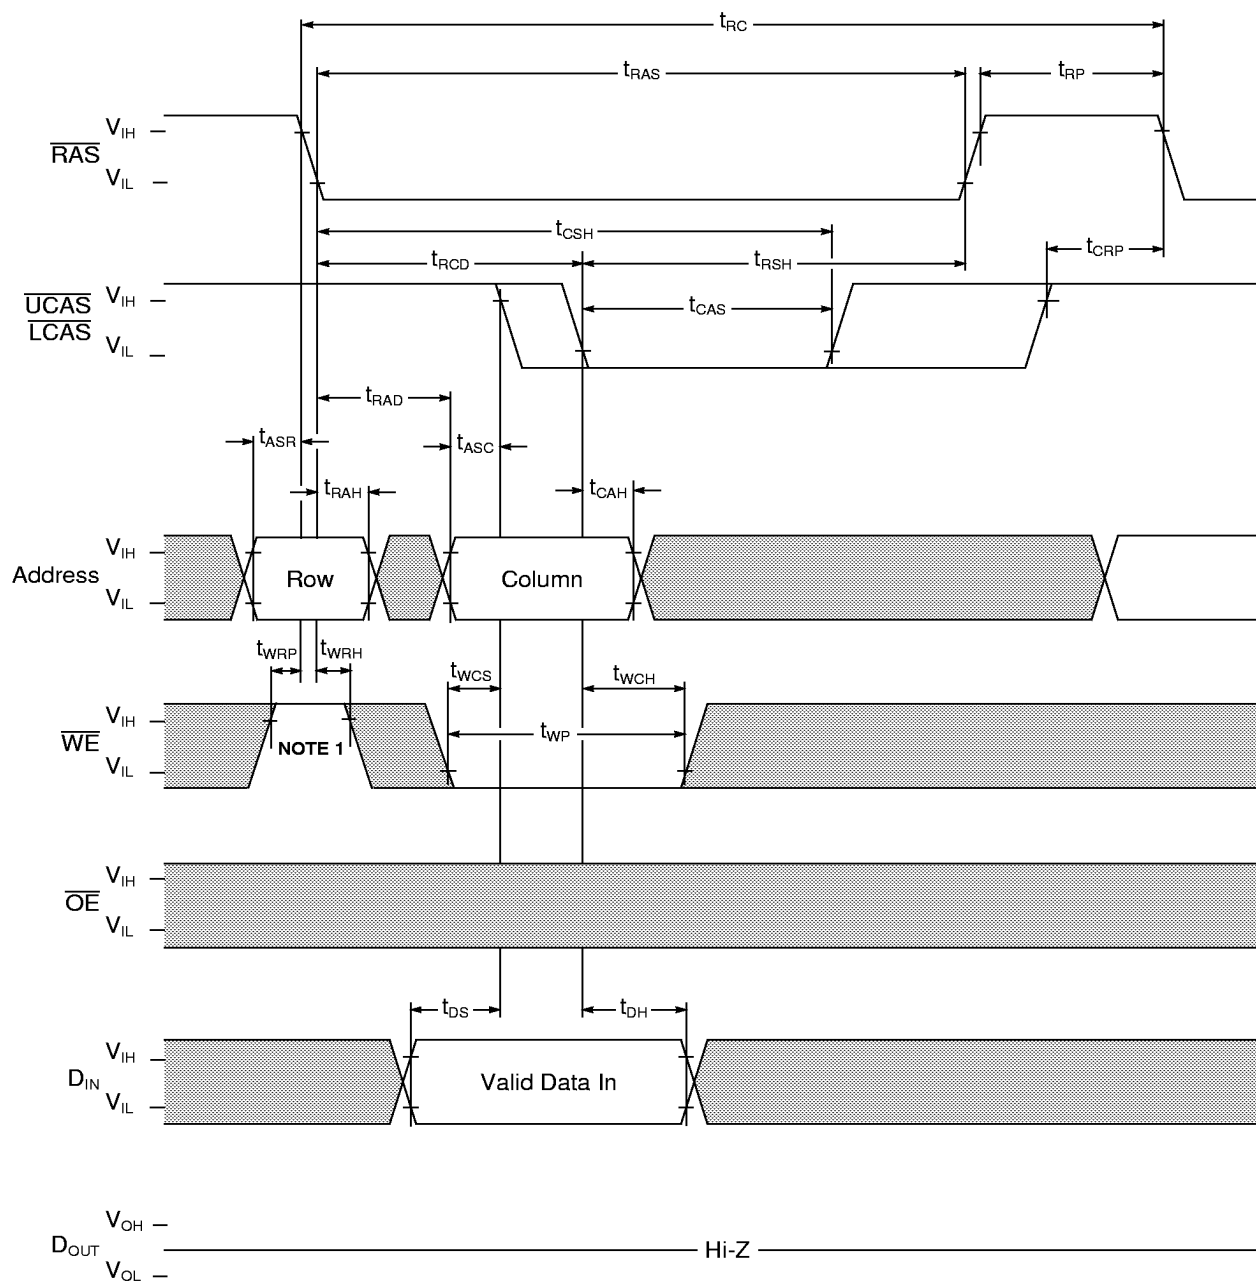 tRC
tRAS
tRP
VIH
RAS
VIL
tCSH
tRCD
tRSH
tCRP
UCAS
LCAS
VIH
tCAS
VIL
tRAD
tASR
tASC
tRAH
tCAH
VIH
Address
Row
Column
VIL
tWRP
tWRH
tWCS
tWCH
VIH
WE
NOTE 1
tWP
VIL
VIH
OE
VIL
tDS
tDH
VIH
DIN
Valid Data In
VIL
VOH
DOUT
Hi-Z
VOL